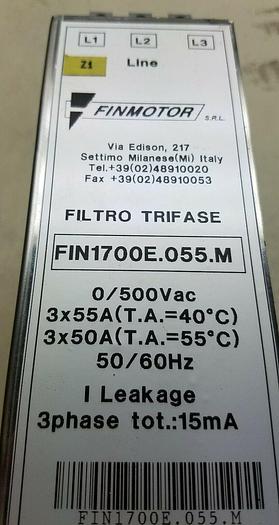 L1 L2 L3
Z1 Line
FINMOTOR S.R.L.
Via Edison, 217
Settimo Milanese(Mi) Italy
Tel.+39(02)48910020
Fax +39(02)48910053
FILTRO TRIFASE
FIN1700E.055.M
0/500Vac
3x55A(T.A.=40°C)
3x50A(T.A.=55°C)
50/60Hz
I Leakage
3phase tot.:15mA
FIN1700E.055.M